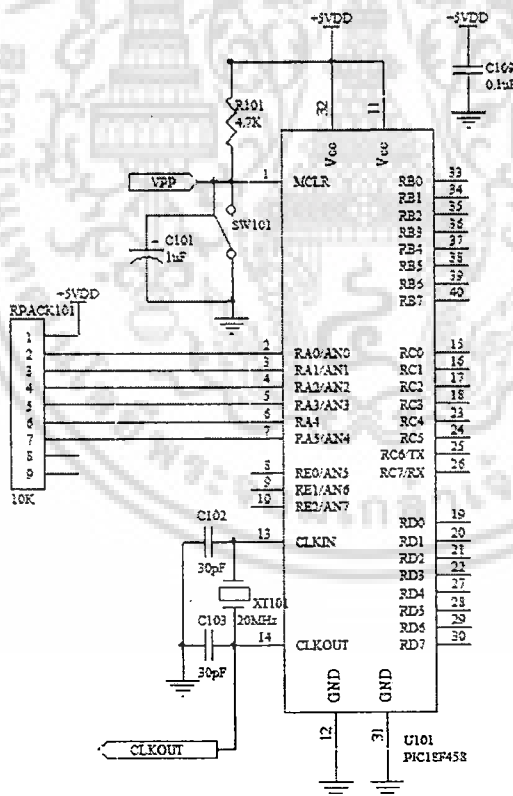 +5VDD
+5VDD
C109
0.1uF
R101
4.7K
32
11
Vcc
Vcc
VPP
1
MCLR
SW101
C101
1uF
RB0
33
RB1
34
RB2
35
RB3
36
RB4
37
RB5
38
RB6
39
RB7
40
+5VDD
RPACK101
1
2
3
4
5
6
7
8
9
10K
2
RA0/AN0
3
RA1/AN1
4
RA2/AN2
5
RA3/AN3
6
RA4
7
RA5/AN4
8
RE0/AN5
9
RE1/AN6
10
RE2/AN7
RC0
15
RC1
16
RC2
17
RC3
18
RC4
23
RC5
24
RC6/TX
25
RC7/RX
26
C102
30pF
13
CLKIN
XT101
20MHz
C103
30pF
14
CLKOUT
RD0
19
RD1
20
RD2
21
RD3
22
RD4
27
RD5
28
RD6
29
RD7
30
GND
GND
12
31
CLKOUT
U101
PIC18F458